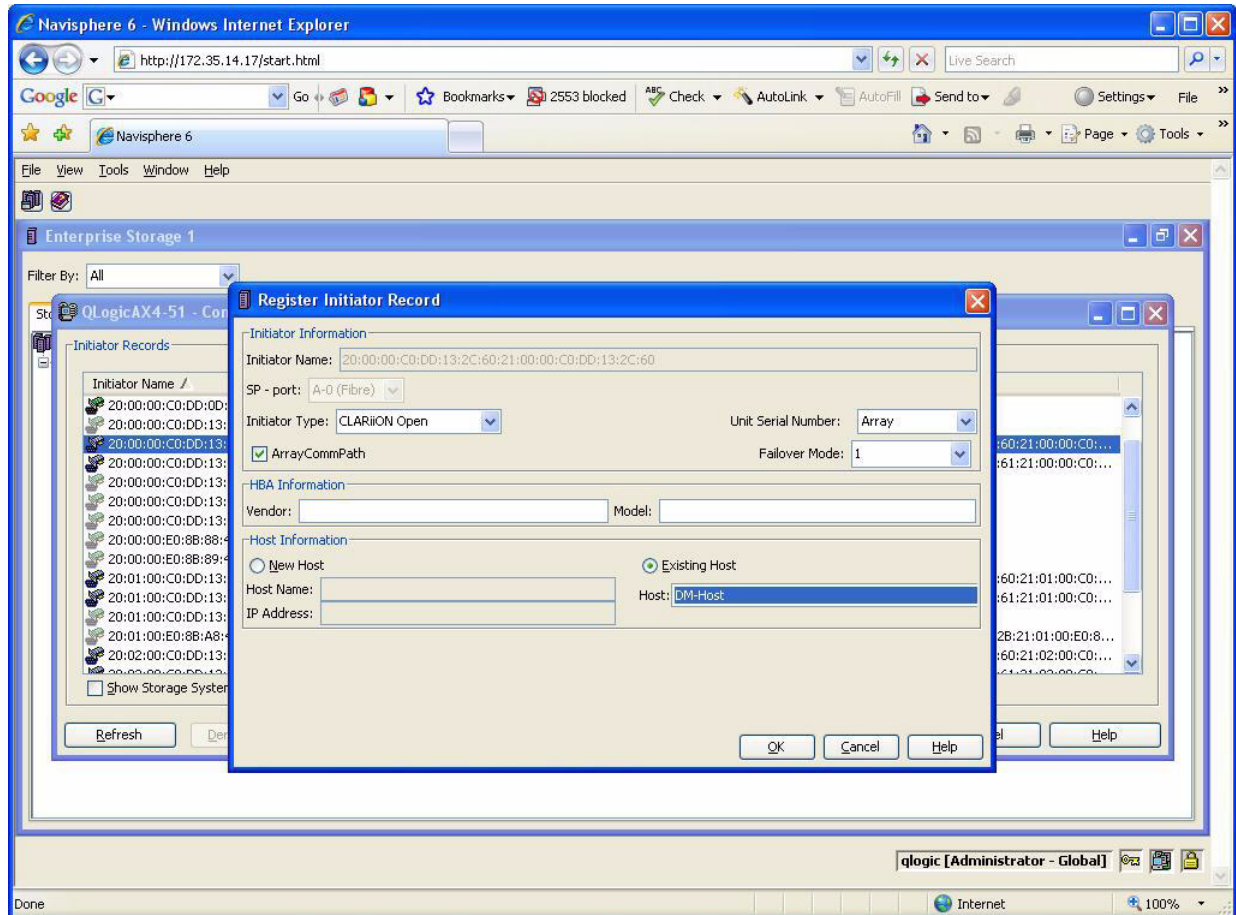 Navisphere 6 - Windows Internet Explorer
http://172.35.14.17/start.html
Live Search
Google G Go Bookmarks 2553 blocked ABC Check AutoLink AutoFill Send to Settings File »
Navisphere 6 Page Tools »
File View Tools Window Help
Enterprise Storage 1
Filter By: All
QLogicAX4-51 - Con
Register Initiator Record
Initiator Records
Initiator Name
20:00:00:C0:DD:0D:
20:00:00:C0:DD:13:
20:00:00:C0:DD:13: :60:21:00:00:C0:...
20:00:00:C0:DD:13: :61:21:00:00:C0:...
20:00:00:C0:DD:13:
20:00:00:C0:DD:13:
20:00:00:C0:DD:13:
20:00:00:E0:8B:88:4
20:00:00:E0:8B:89:4
20:01:00:C0:DD:13: :60:21:01:00:C0:...
20:01:00:C0:DD:13: :61:21:01:00:C0:...
20:01:00:C0:DD:13:
20:01:00:E0:8B:A8:4 2B:21:01:00:E0:8...
20:02:00:C0:DD:13: :60:21:02:00:C0:...
Show Storage System
Refresh Der el Help
Initiator Information
Initiator Name: 20:00:00:C0:DD:13:2C:60:21:00:00:C0:DD:13:2C:60
SP - port: A-0 (Fibre)
Initiator Type: CLARiiON Open Unit Serial Number: Array
ArrayCommPath Failover Mode: 1
HBA Information
Vendor: Model:
Host Information
New Host Existing Host
Host Name: Host: DM-Host
IP Address:
OK Cancel Help
qlogic [Administrator - Global]
Done Internet 100%